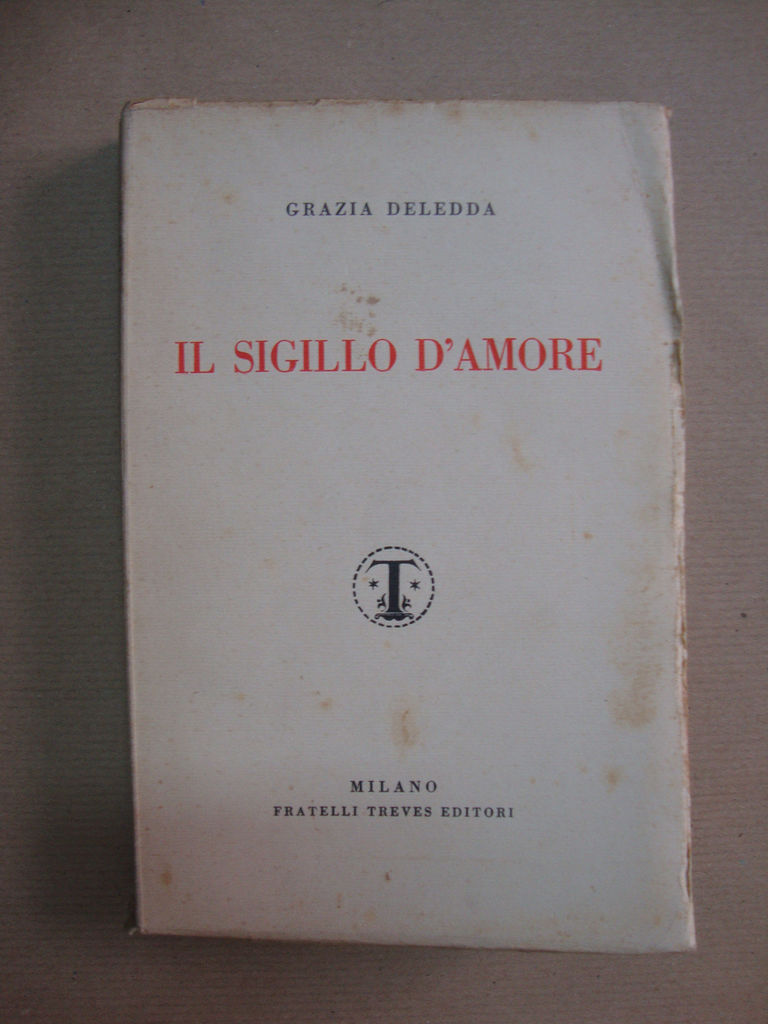 GRAZIA DELEDDA
IL SIGILLO D'AMORE
T
MILANO
FRATELLI TREVES EDITORI